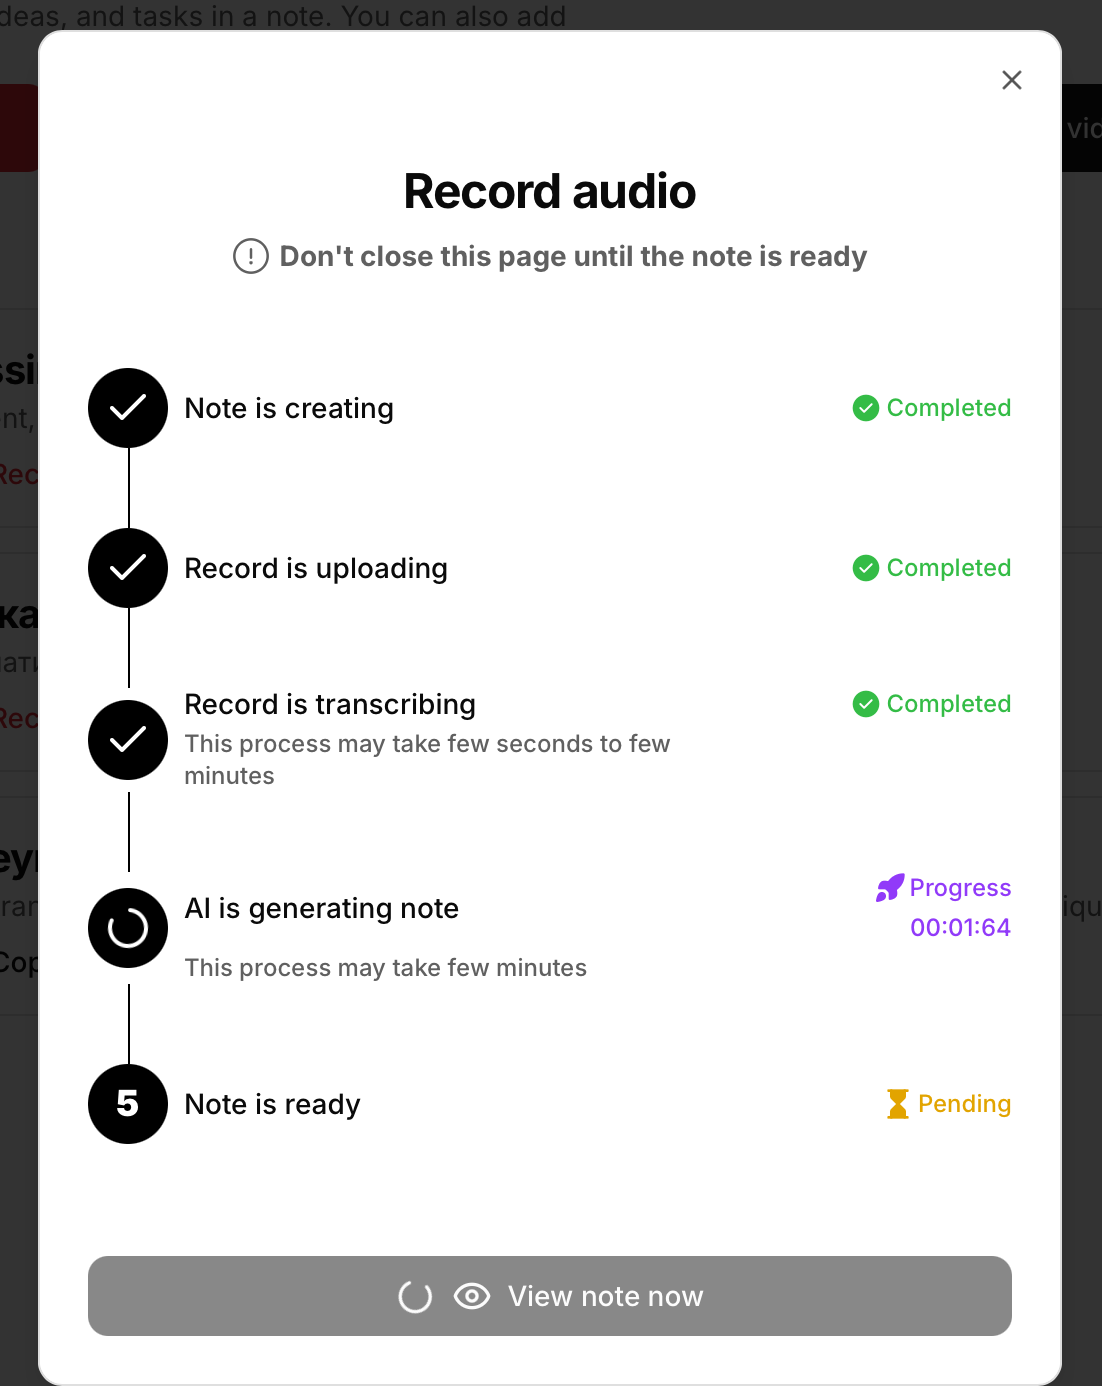 deas, and tasks in a note. You can also add
vid
Record audio
Don't close this page until the note is ready
Note is creating
Completed
ssi
nt,
Rec
Record is uploading
Completed
ка
ати
Rec
Record is transcribing
Completed
This process may take few seconds to few
minutes
eyn
ran
Cop
AI is generating note
Progress
00:01:64
iqu
This process may take few minutes
5
Note is ready
Pending
View note now